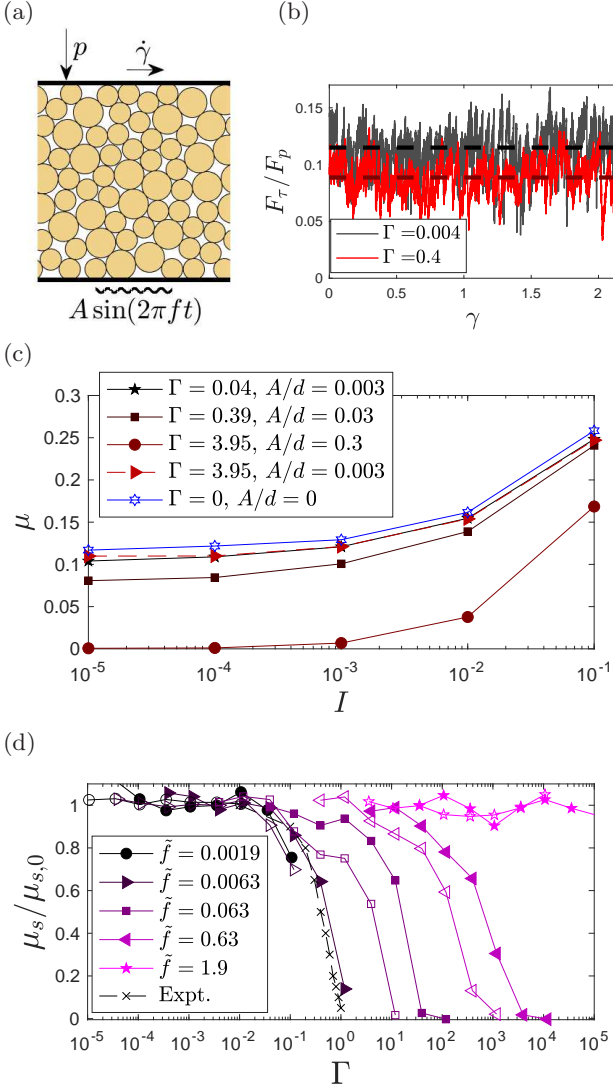 (a)
p
γ̇
A sin(2πft)
(b)
F_τ/F_p
0.15
0.1
0.05
0
Γ =0.004
Γ =0.4
0 0.5 1 1.5 2
γ
(c)
μ
0.3
0.25
0.2
0.15
0.1
0.05
0
Γ = 0.04, A/d = 0.003
Γ = 0.39, A/d = 0.03
Γ = 3.95, A/d = 0.3
Γ = 3.95, A/d = 0.003
Γ = 0, A/d = 0
10^-5 10^-4 10^-3 10^-2 10^-1
I
(d)
μ_s/μ_{s,0}
1
0.8
0.6
0.4
0.2
0
f̃ = 0.0019
f̃ = 0.0063
f̃ = 0.063
f̃ = 0.63
f̃ = 1.9
Expt.
10^-5 10^-4 10^-3 10^-2 10^-1 10^0 10^1 10^2 10^3 10^4 10^5
Γ